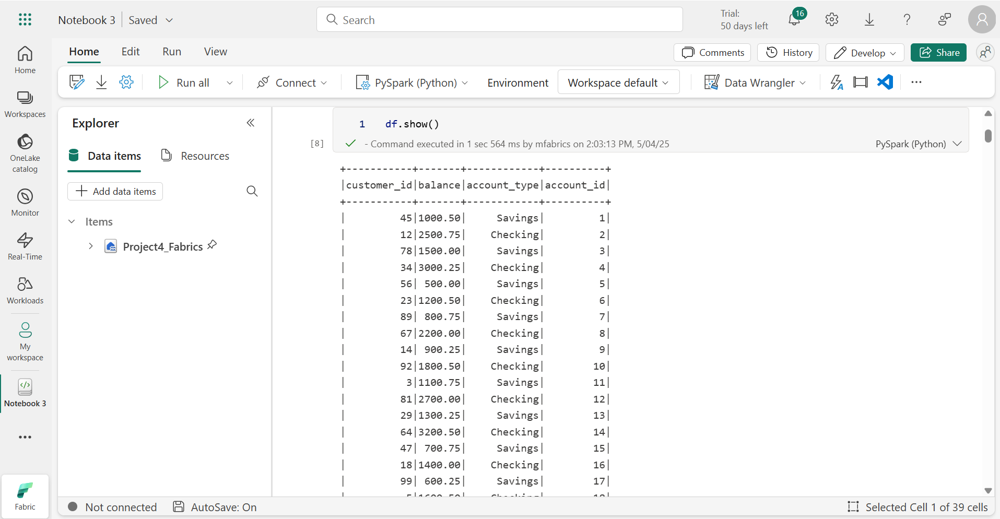 Notebook 3 Saved
Search
Trial:
50 days left
16
Home Edit Run View
Comments History Develop Share
Run all Connect PySpark (Python) Environment Workspace default Data Wrangler
Home
Workspaces
OneLake
catalog
Monitor
Real-Time
Workloads
My
workspace
Notebook 3
Fabric
Explorer
Data items Resources
Add data items
Items
Project4_Fabrics
1 df.show()
[8] - Command executed in 1 sec 564 ms by mfabrics on 2:03:13 PM, 5/04/25 PySpark (Python)
+-----------+-------+------------+----------+
|customer_id|balance|account_type|account_id|
+-----------+-------+------------+----------+
|         45|1000.50|     Savings|         1|
|         12|2500.75|    Checking|         2|
|         78|1500.00|     Savings|         3|
|         34|3000.25|    Checking|         4|
|         56| 500.00|     Savings|         5|
|         23|1200.50|    Checking|         6|
|         89| 800.75|     Savings|         7|
|         67|2200.00|    Checking|         8|
|         14| 900.25|     Savings|         9|
|         92|1800.50|    Checking|        10|
|          3|1100.75|     Savings|        11|
|         81|2700.00|    Checking|        12|
|         29|1300.25|     Savings|        13|
|         64|3200.50|    Checking|        14|
|         47| 700.75|     Savings|        15|
|         18|1400.00|    Checking|        16|
|         99| 600.25|     Savings|        17|
Not connected AutoSave: On Selected Cell 1 of 39 cells